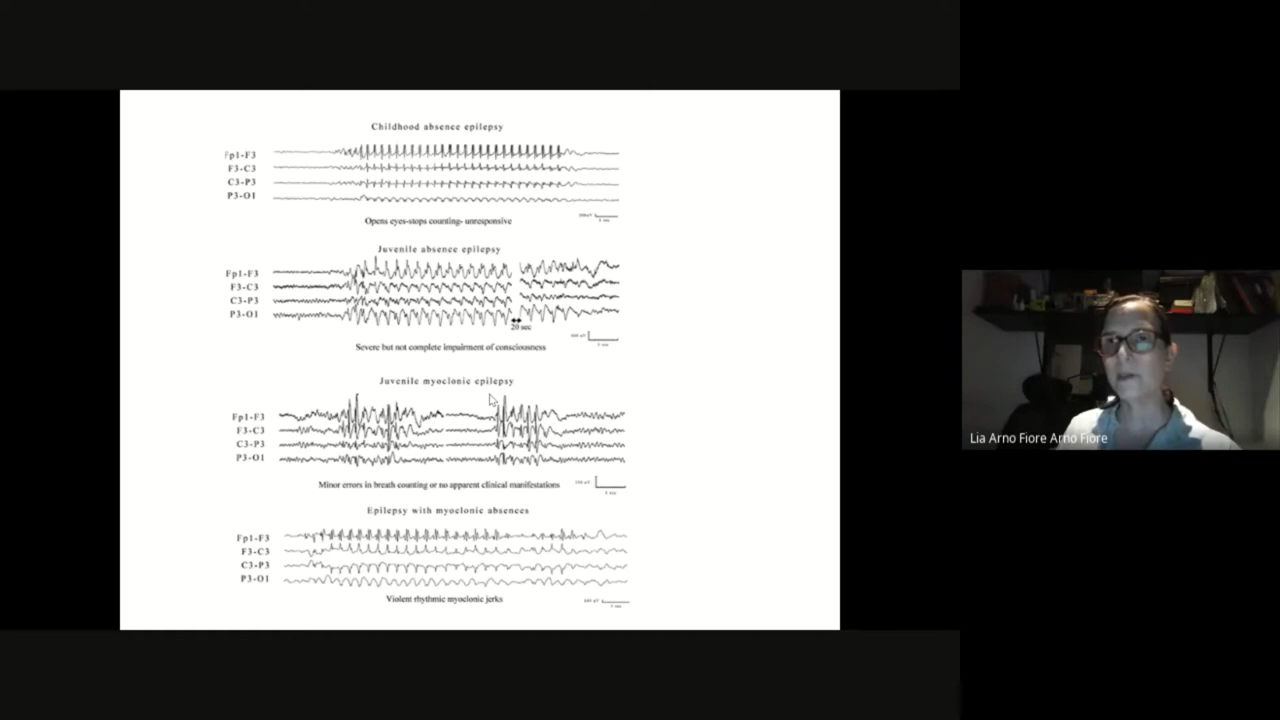 Childhood absence epilepsy
Fp1-F3
F3-C3
C3-P3
P3-O1
Opens eyes-stops counting- unresponsive
Juvenile absence epilepsy
Fp1-F3
F3-C3
C3-P3
P3-O1
20 sec
Severe but not complete impairment of consciousness
Juvenile myoclonic epilepsy
Fp1-F3
F3-C3
C3-P3
P3-O1
Minor errors in breath counting or no apparent clinical manifestations
Epilepsy with myoclonic absences
Fp1-F3
F3-C3
C3-P3
P3-O1
Violent rhythmic myoclonic jerks
Lia Arno Fiore Arno Fiore